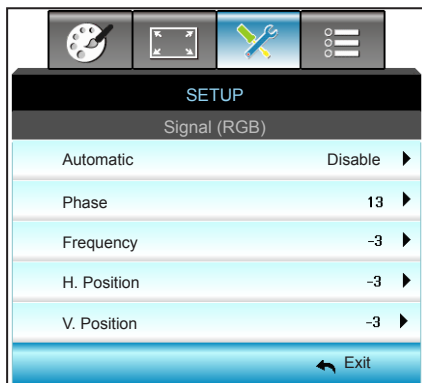 SETUP
Signal (RGB)
Automatic Disable
Phase 13
Frequency -3
H. Position -3
V. Position -3
Exit